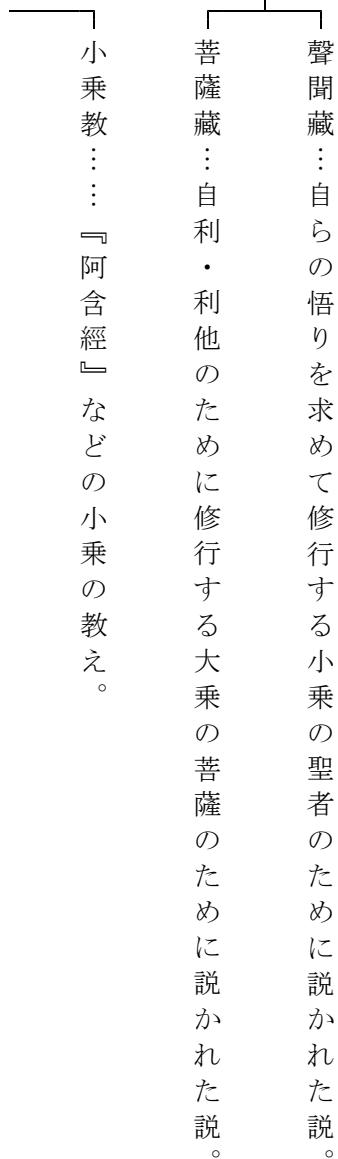 聲聞藏…自らの悟りを求めて修行する小乗の聖者のために説かれた説。
菩薩藏…自利・利他のために修行する大乗の菩薩のために説かれた説。
小乗教……『阿含經』などの小乗の教え。